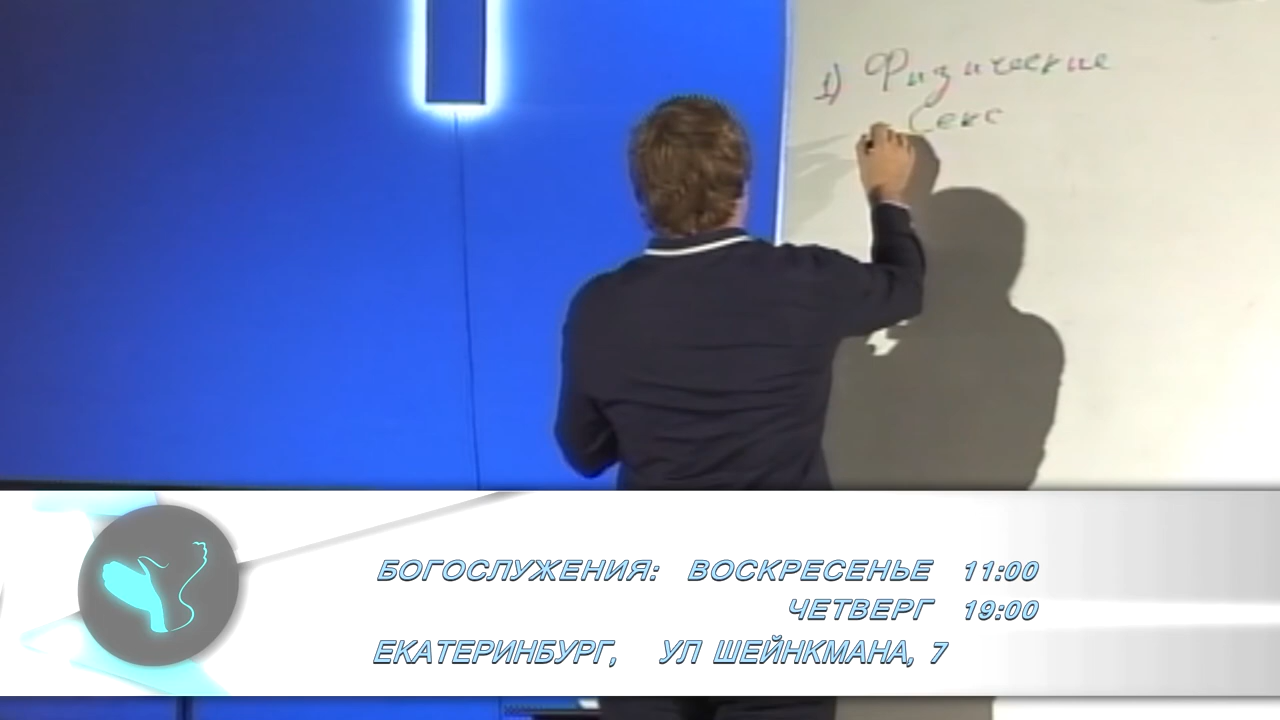 1) Физические
Секс
БОГОСЛУЖЕНИЯ: ВОСКРЕСЕНЬЕ 11:00
ЧЕТВЕРГ 19:00
ЕКАТЕРИНБУРГ, УЛ ШЕЙНКМАНА, 7